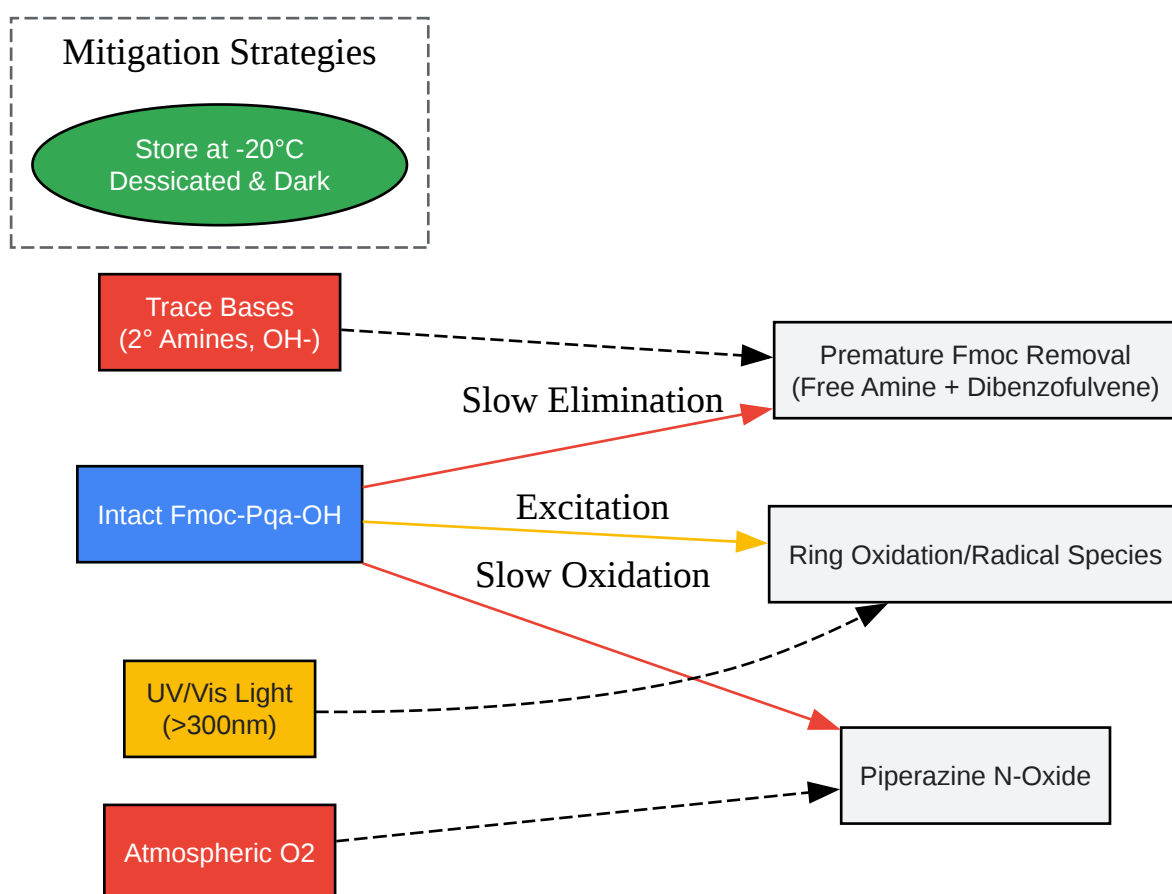 Mitigation Strategies
Store at -20°C
Dessicated & Dark
Trace Bases
(2° Amines, OH-)
Premature Fmoc Removal
(Free Amine + Dibenzofulvene)
Slow Elimination
Intact Fmoc-Pqa-OH
Excitation
Ring Oxidation/Radical Species
Slow Oxidation
UV/Vis Light
(>300nm)
Piperazine N-Oxide
Atmospheric O2